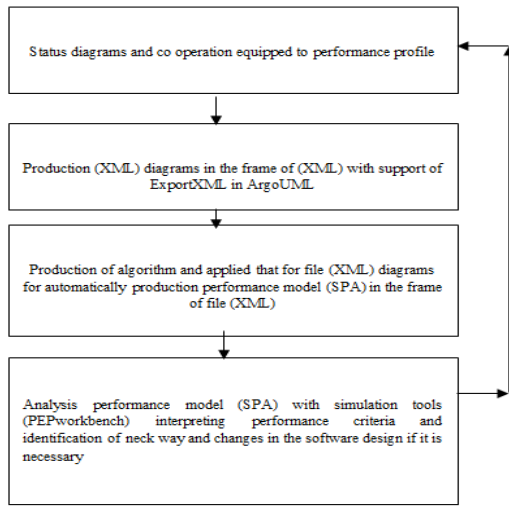 Status diagrams and co operation equipped to performance profile
Production (XML) diagrams in the frame of (XML) with support of
ExportXML in ArgoUML
Production of algorithm and applied that for file (XML) diagrams
for automatically production performance model (SPA) in the frame
of file (XML)
Analysis performance model (SPA) with simulation tools
(PEPworkbench) interpreting performance criteria and
identification of neck way and changes in the software design if it is
necessary